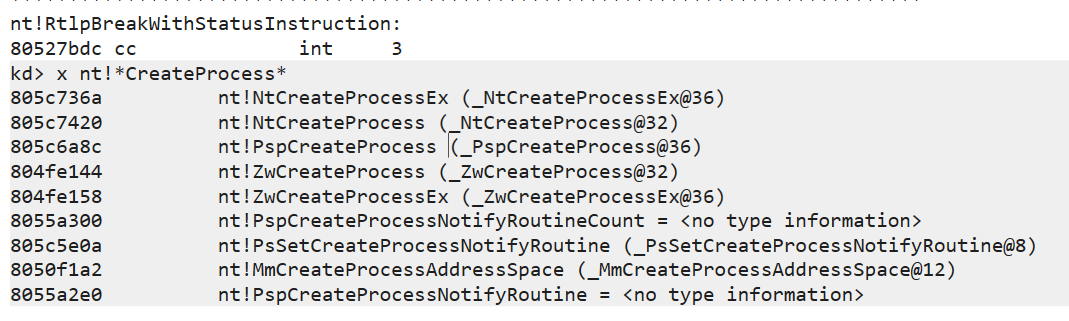 nt!RtlpBreakWithStatusInstruction:
80527bdc cc              int     3
kd> x nt!*CreateProcess*
805c736a          nt!NtCreateProcessEx (_NtCreateProcessEx@36)
805c7420          nt!NtCreateProcess (_NtCreateProcess@32)
805c6a8c          nt!PspCreateProcess (_PspCreateProcess@36)
804fe144          nt!ZwCreateProcess (_ZwCreateProcess@32)
804fe158          nt!ZwCreateProcessEx (_ZwCreateProcessEx@36)
8055a300          nt!PspCreateProcessNotifyRoutineCount = <no type information>
805c5e0a          nt!PsSetCreateProcessNotifyRoutine (_PsSetCreateProcessNotifyRoutine@8)
8050f1a2          nt!MmCreateProcessAddressSpace (_MmCreateProcessAddressSpace@12)
8055a2e0          nt!PspCreateProcessNotifyRoutine = <no type information>